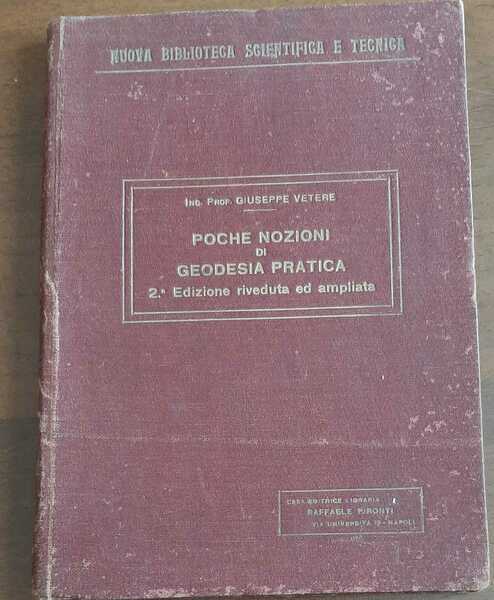 NUOVA BIBLIOTECA SCIENTIFICA E TECNICA
ING. PROF. GIUSEPPE VETERE
POCHE NOZIONI
DI
GEODESIA PRATICA
2.ª Edizione riveduta ed ampliata
CASA EDITRICE LIBRARIA
RAFFAELE PIRONTI
VIA UNIVERSITÀ - NAPOLI